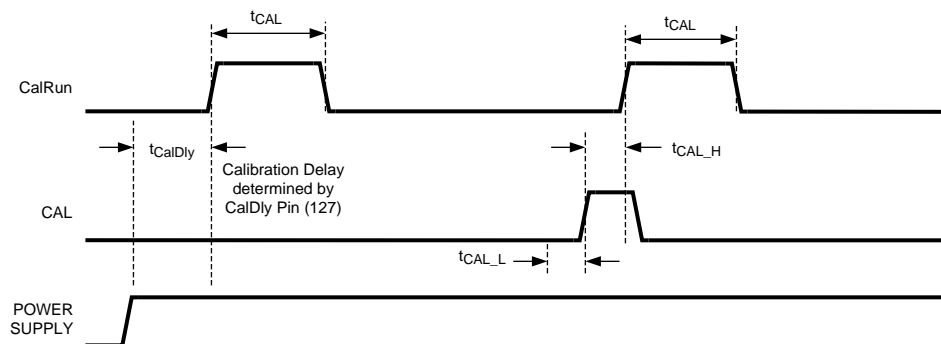 tCAL
tCAL
CalRun
tCalDly
tCAL_H
Calibration Delay
determined by
CalDly Pin (127)
CAL
tCAL_L
POWER
SUPPLY